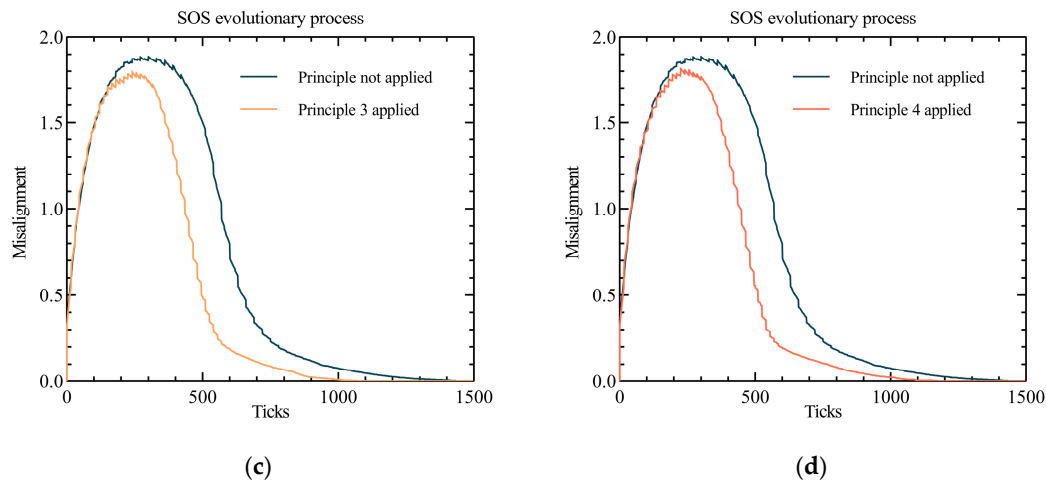 SOS evolutionary process
2.0
1.5
1.0
0.5
0.0
Misalignment
Principle not applied
Principle 3 applied
0
500
1000
1500
Ticks
(c)
SOS evolutionary process
2.0
1.5
1.0
0.5
0.0
Misalignment
Principle not applied
Principle 4 applied
0
500
1000
1500
Ticks
(d)